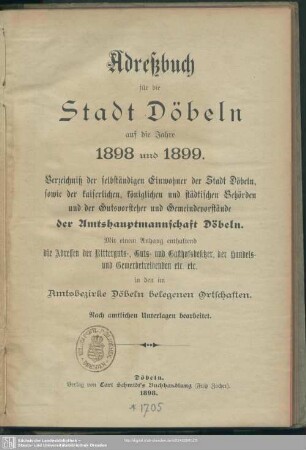 Adreßbuch
für die
Stadt Döbeln
auf die Jahre
1898 und 1899.
Verzeichniß der selbständigen Einwohner der Stadt Döbeln,
sowie der kaiserlichen, königlichen und städtischen Behörden
und der Gutsvorsteher und Gemeindevorstände
der Amtshauptmannschaft Döbeln.
Mit einem Anhang enthaltend
die Adressen der Ritterguts-, Guts- und Gasthofsbesitzer, der Handels-
und Gewerbetreibenden etc. etc.
in den im
Amtsbezirke Döbeln belegenen Ortschaften.
Nach amtlichen Unterlagen bearbeitet.
Döbeln.
Verlag von Carl Schmidt's Buchhandlung
1898.
1705